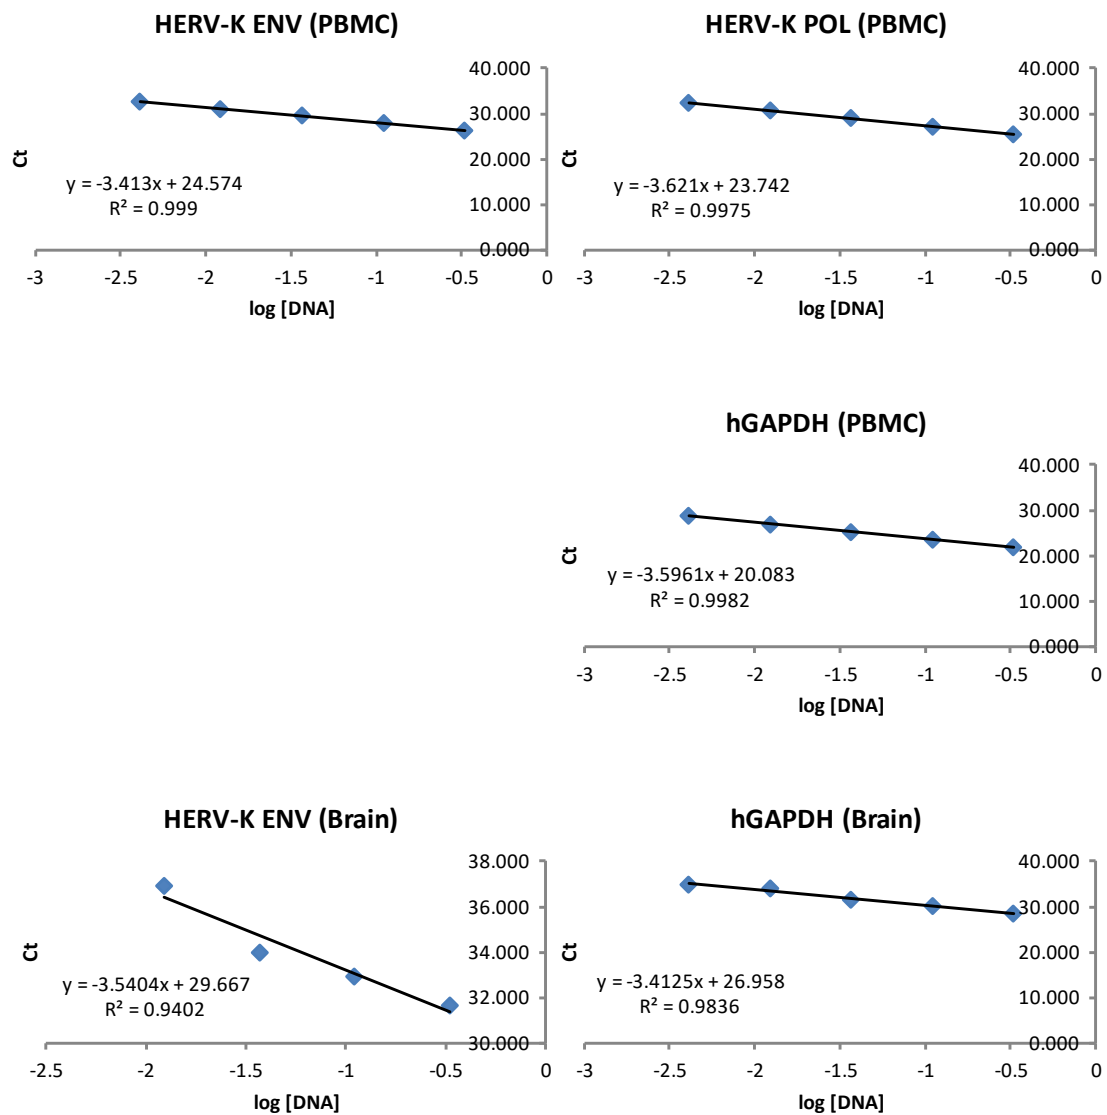 HERV-K ENV (PBMC)
40.000
30.000
20.000
10.000
0.000
Ct
y = -3.413x + 24.574
R² = 0.999
-3 -2.5 -2 -1.5 -1 -0.5 0
log [DNA]
HERV-K POL (PBMC)
40.000
30.000
20.000
10.000
0.000
Ct
y = -3.621x + 23.742
R² = 0.9975
-3 -2.5 -2 -1.5 -1 -0.5 0
log [DNA]
hGAPDH (PBMC)
40.000
30.000
20.000
10.000
0.000
Ct
y = -3.5961x + 20.083
R² = 0.9982
-3 -2.5 -2 -1.5 -1 -0.5 0
log [DNA]
HERV-K ENV (Brain)
38.000
36.000
34.000
32.000
30.000
Ct
y = -3.5404x + 29.667
R² = 0.9402
-2.5 -2 -1.5 -1 -0.5 0
log [DNA]
hGAPDH (Brain)
40.000
30.000
20.000
10.000
0.000
Ct
y = -3.4125x + 26.958
R² = 0.9836
-3 -2.5 -2 -1.5 -1 -0.5 0
log [DNA]